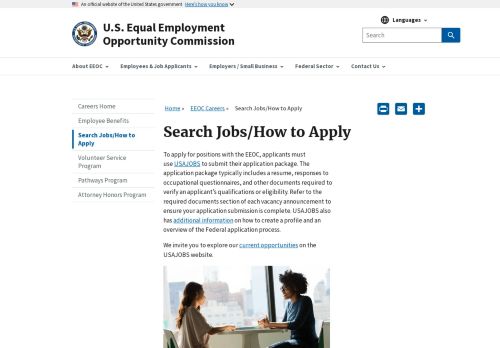 An official website of the United States government Here's how you know
U.S. Equal Employment
Opportunity Commission
Languages
Search
About EEOC
Employees & Job Applicants
Employers / Small Business
Federal Sector
Contact Us
Careers Home
Employee Benefits
Search Jobs/How to
Apply
Volunteer Service
Program
Pathways Program
Attorney Honors Program
Home » EEOC Careers » Search Jobs/How to Apply
Search Jobs/How to Apply
To apply for positions with the EEOC, applicants must
use USAJOBS to submit their application package. The
application package typically includes a resume, responses to
occupational questionnaires, and other documents required to
verify an applicant's qualifications or eligibility. Refer to the
required documents section of each vacancy announcement to
ensure your application submission is complete. USAJOBS also
has additional information on how to create a profile and an
overview of the Federal application process.
We invite you to explore our current opportunities on the
USAJOBS website.